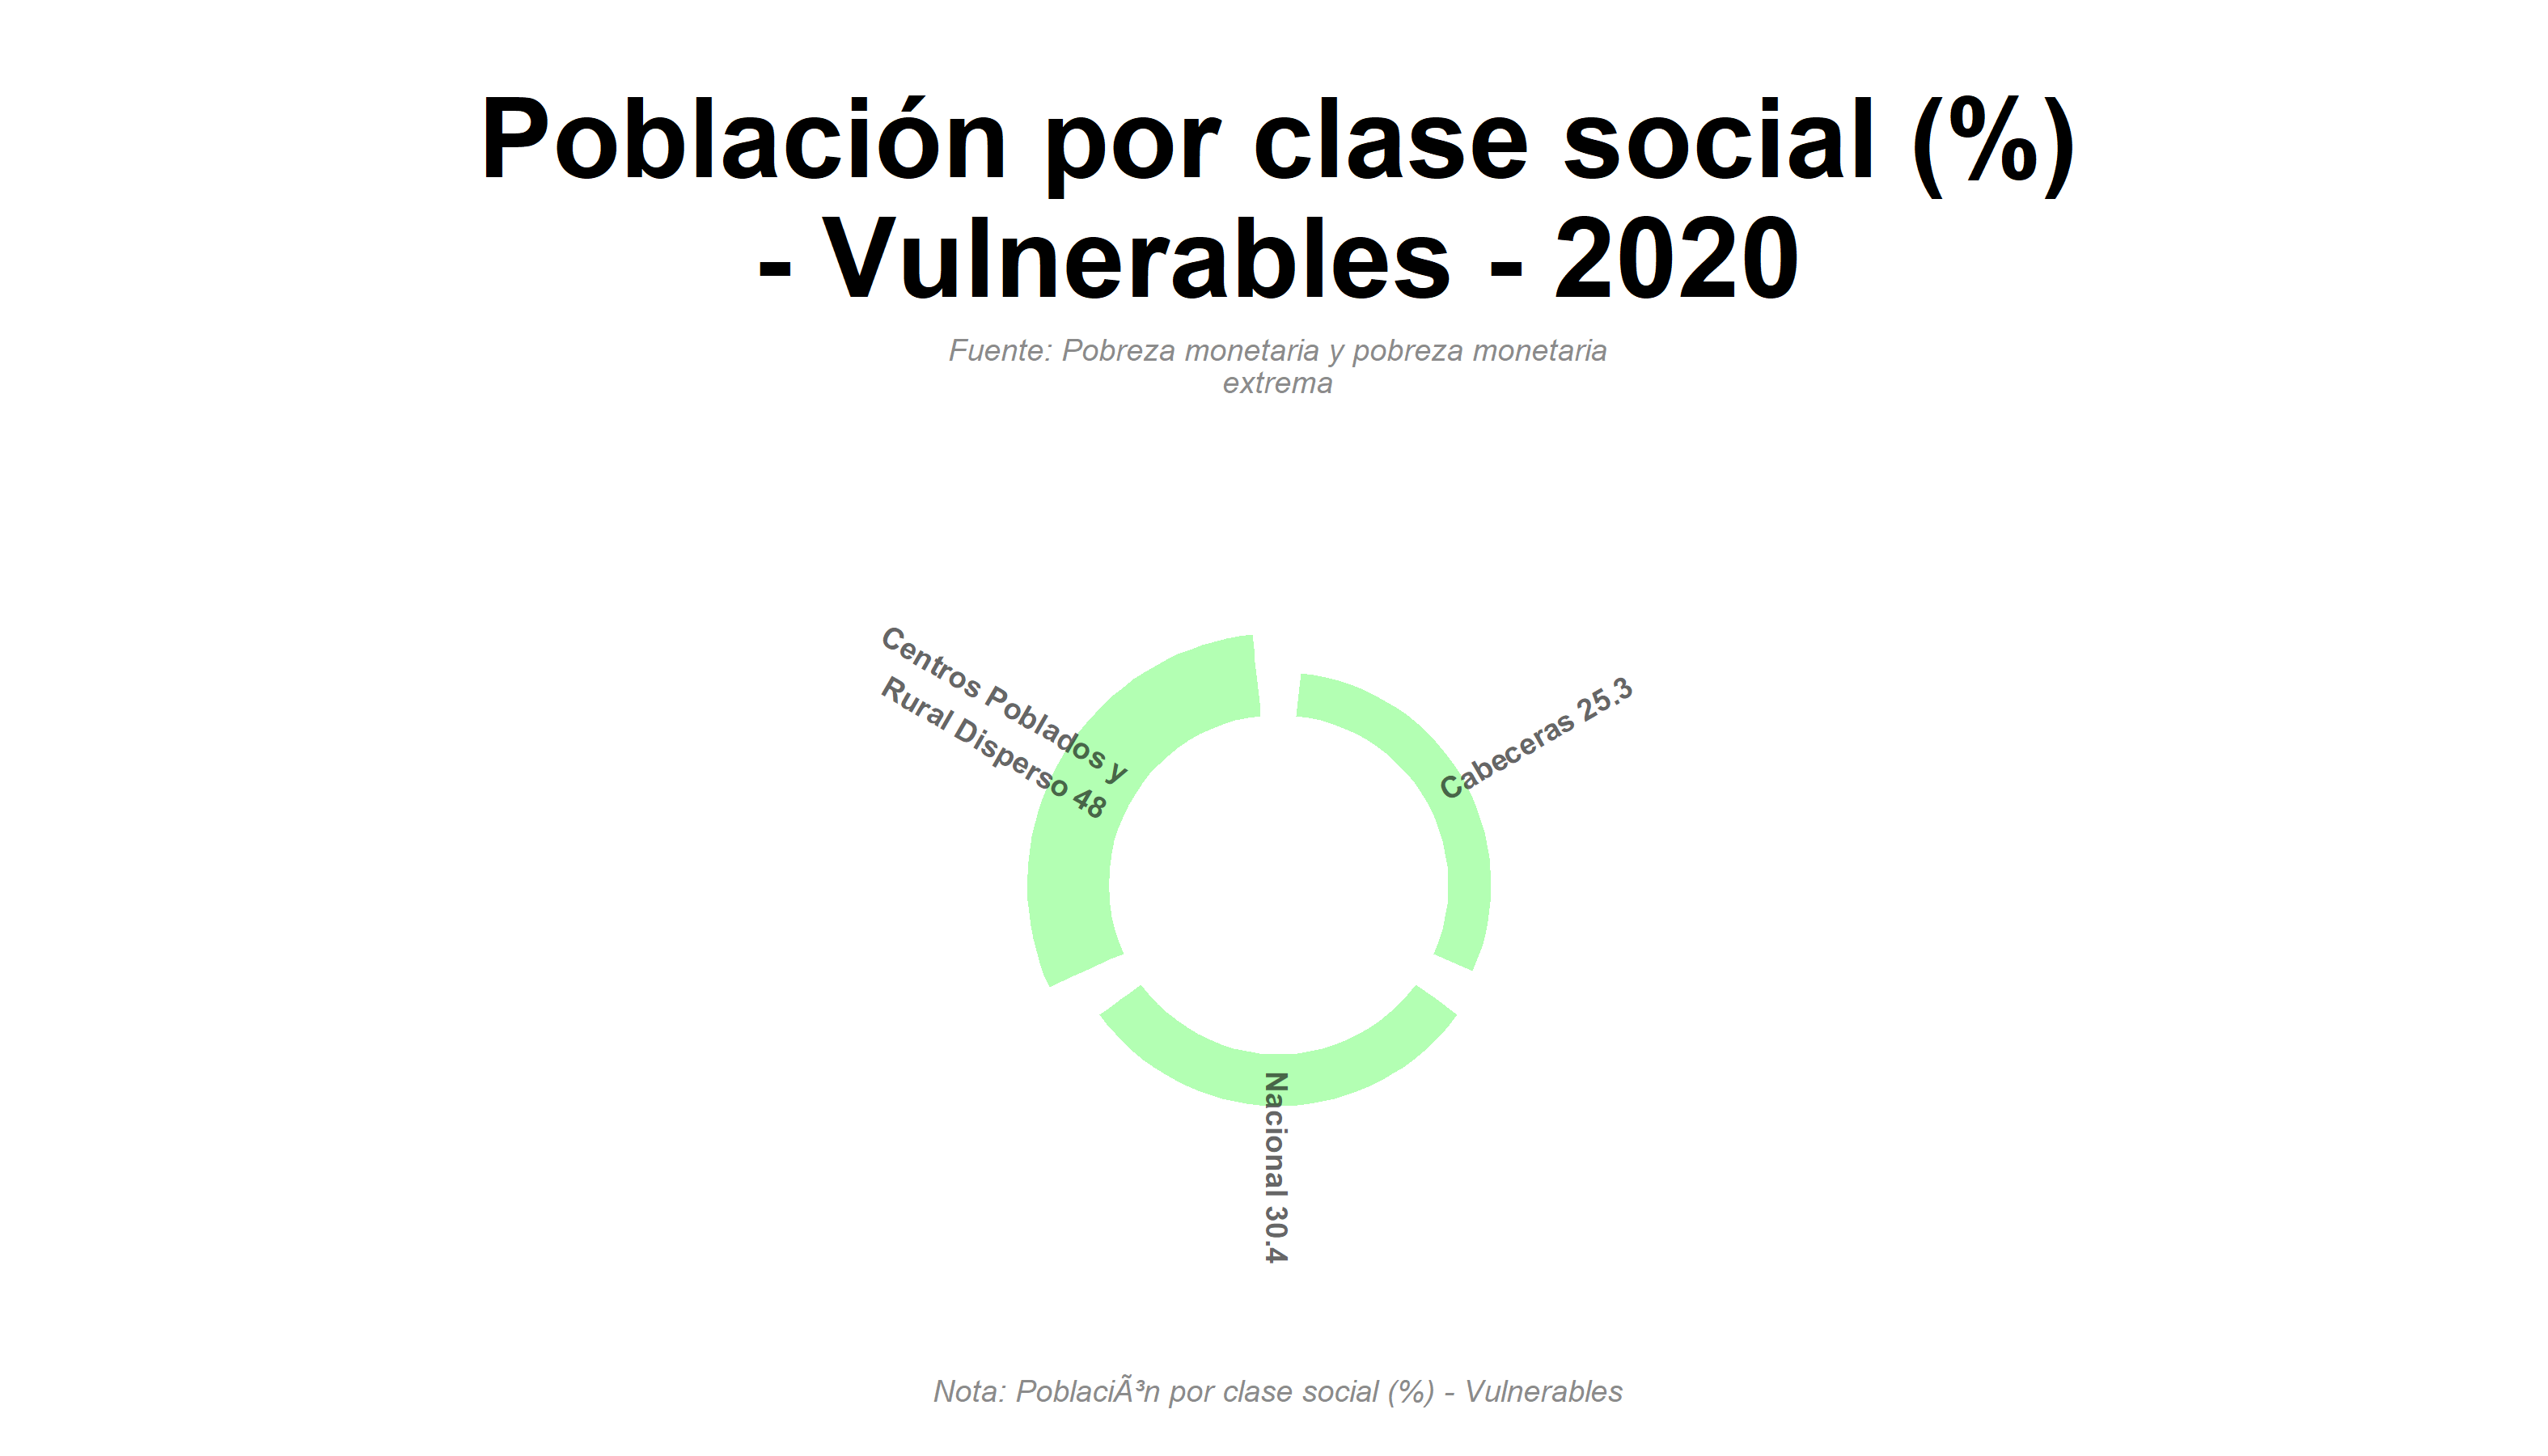 Población por clase social (%)
- Vulnerables - 2020
Fuente: Pobreza monetaria y pobreza monetaria
extrema
Centros Poblados y
Rural Disperso 48
Cabeceras 25.3
Nacional 30.4
Nota: PoblaciÃ³n por clase social (%) - Vulnerables